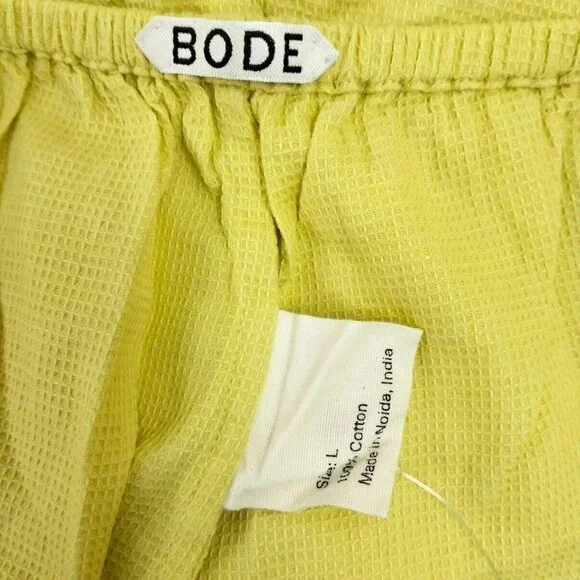 BODE
Size: L
100% Cotton
Made in Noida, India